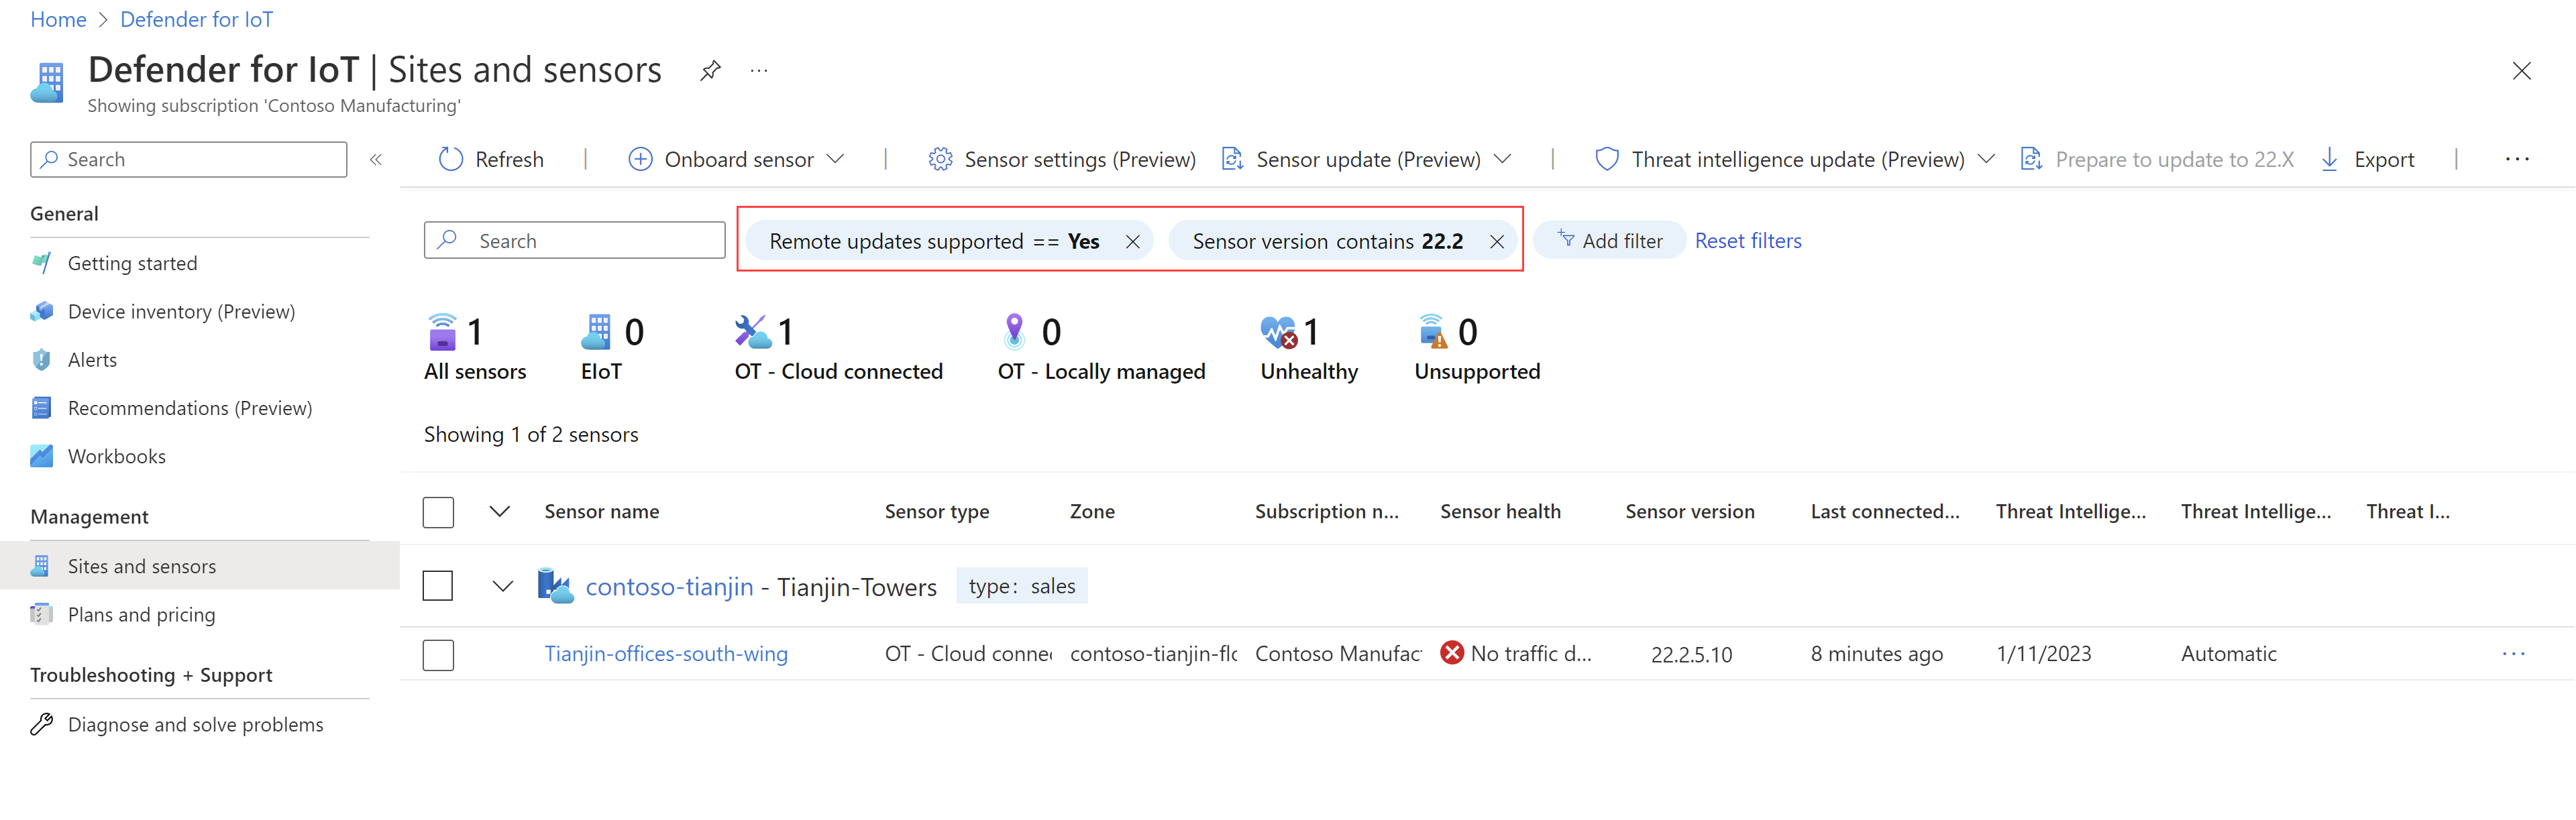 Home > Defender for IoT
Defender for IoT | Sites and sensors ...
Showing subscription 'Contoso Manufacturing'
Search
Refresh | Onboard sensor | Sensor settings (Preview) Sensor update (Preview) | Threat intelligence update (Preview) Prepare to update to 22.X Export | ...
General
Getting started
Device inventory (Preview)
Alerts
Recommendations (Preview)
Workbooks
Management
Sites and sensors
Plans and pricing
Troubleshooting + Support
Diagnose and solve problems
Search Remote updates supported == Yes Sensor version contains 22.2 Add filter Reset filters
1 0 1 0 1 0
All sensors EIoT OT - Cloud connected OT - Locally managed Unhealthy Unsupported
Showing 1 of 2 sensors
Sensor name Sensor type Zone Subscription n... Sensor health Sensor version Last connected... Threat Intellige... Threat Intellige... Threat I...
contoso-tianjin - Tianjin-Towers type: sales
Tianjin-offices-south-wing OT - Cloud conne contoso-tianjin-flo Contoso Manufac No traffic d... 22.2.5.10 8 minutes ago 1/11/2023 Automatic ...